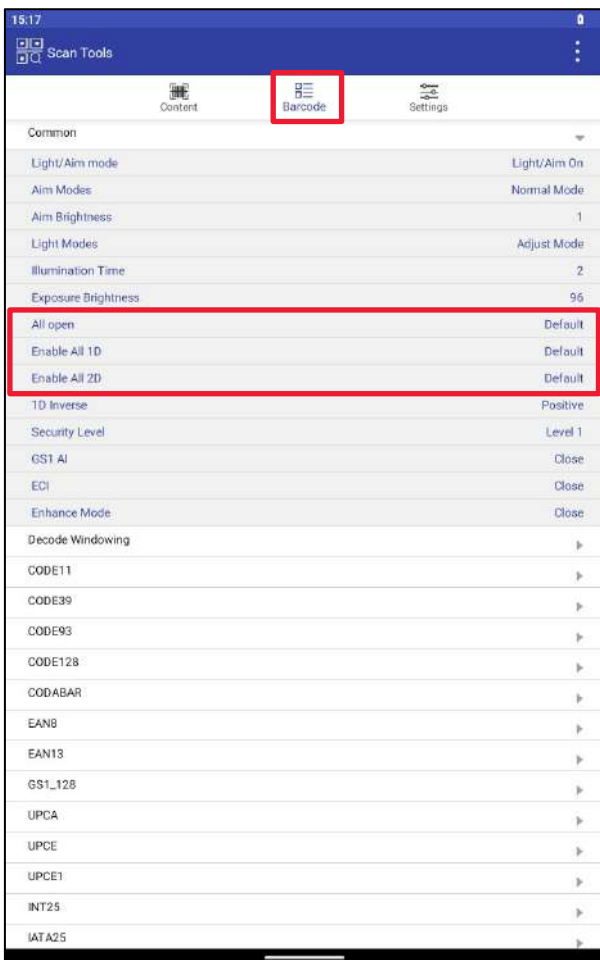 15:17
Scan Tools
Content Barcode Settings
Common
Light/Aim mode Light/Aim On
Aim Modes Normal Mode
Aim Brightness 1
Light Modes Adjust Mode
Illumination Time 2
Exposure Brightness 96
All open Default
Enable All 1D Default
Enable All 2D Default
1D Inverse Positive
Security Level Level 1
GS1 AI Close
ECI Close
Enhance Mode Close
Decode Windowing
CODE11
CODE39
CODE93
CODE128
CODABAR
EAN8
EAN13
GS1_128
UPCA
UPCE
UPCE1
INT25
IATA25